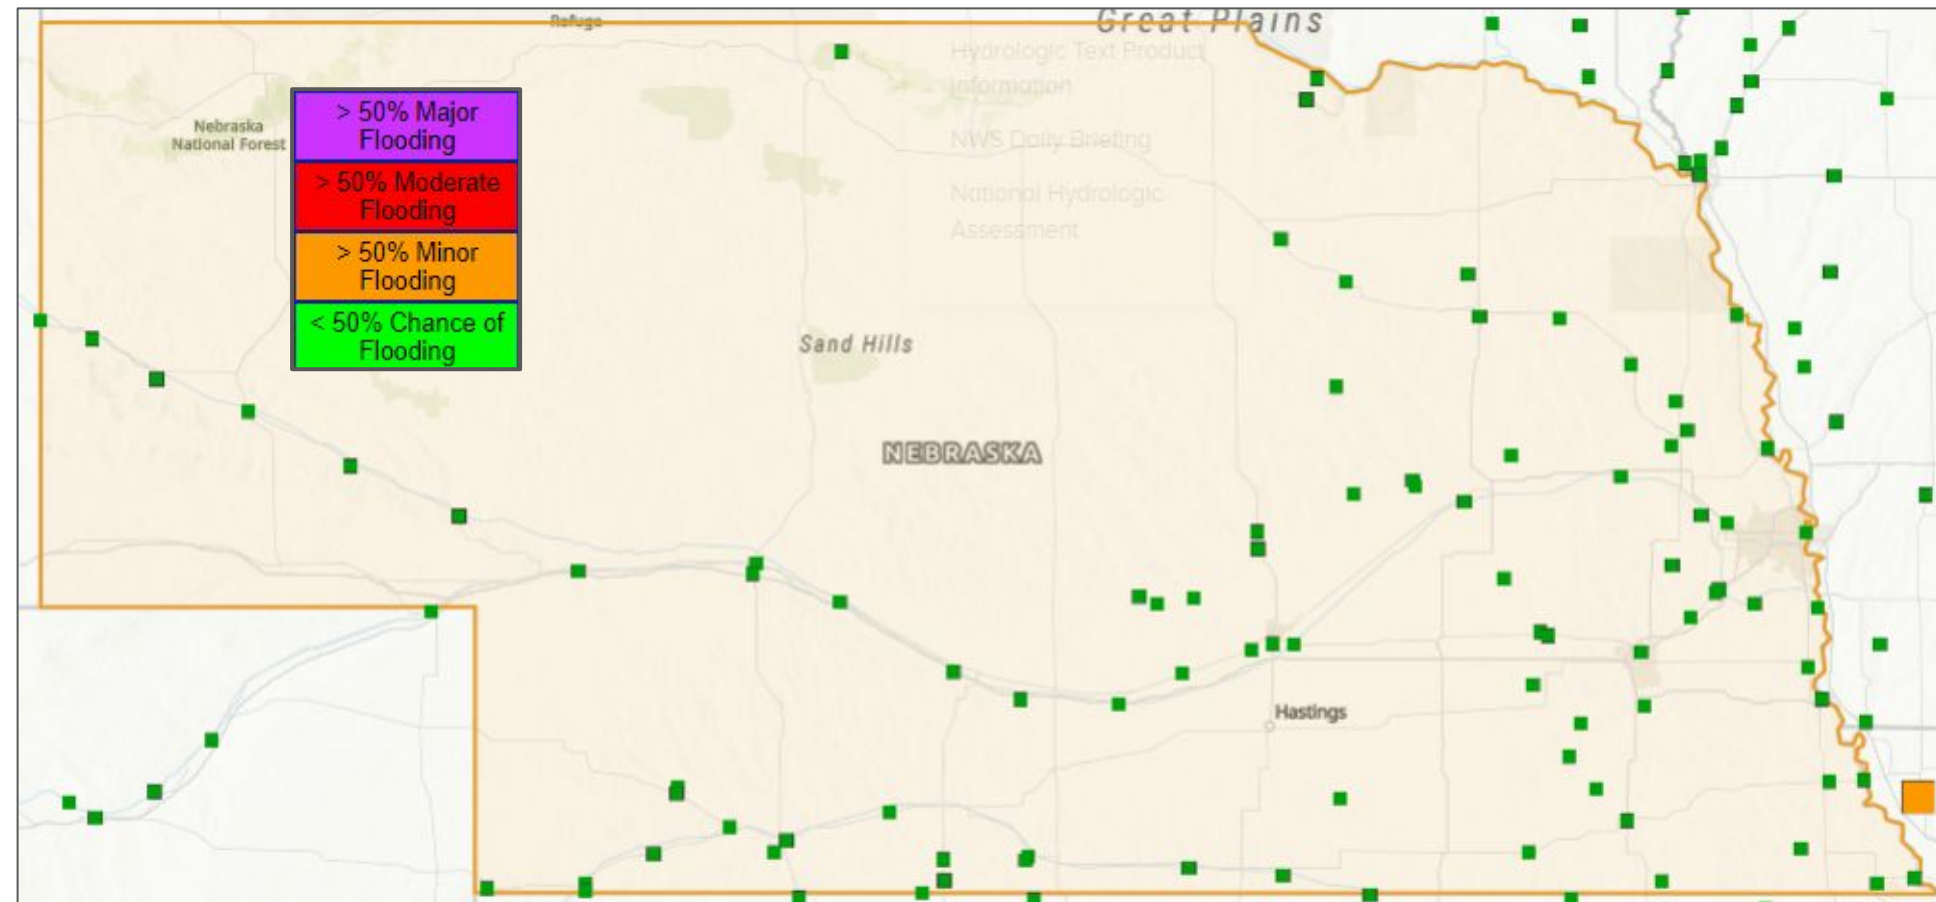 Refuge
Great Plains
Hydrologic Text Product
Information
NWS Daily Briefing
National Hydrologic
Assessment
Nebraska
National Forest
> 50% Major
Flooding
> 50% Moderate
Flooding
> 50% Minor
Flooding
< 50% Chance of
Flooding
Sand Hills
NEBRASKA
Hastings